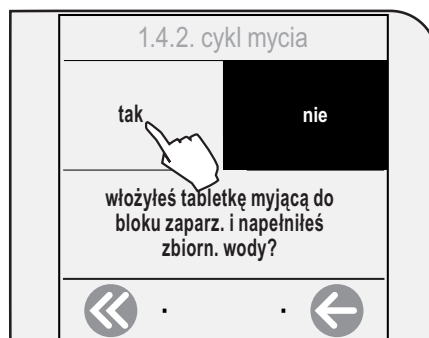 1.4.2. cykl mycia
tak
nie
włożyłeś tabletkę myjącą do
bloku zaparz. i napełniłeś
zbiorn. wody?